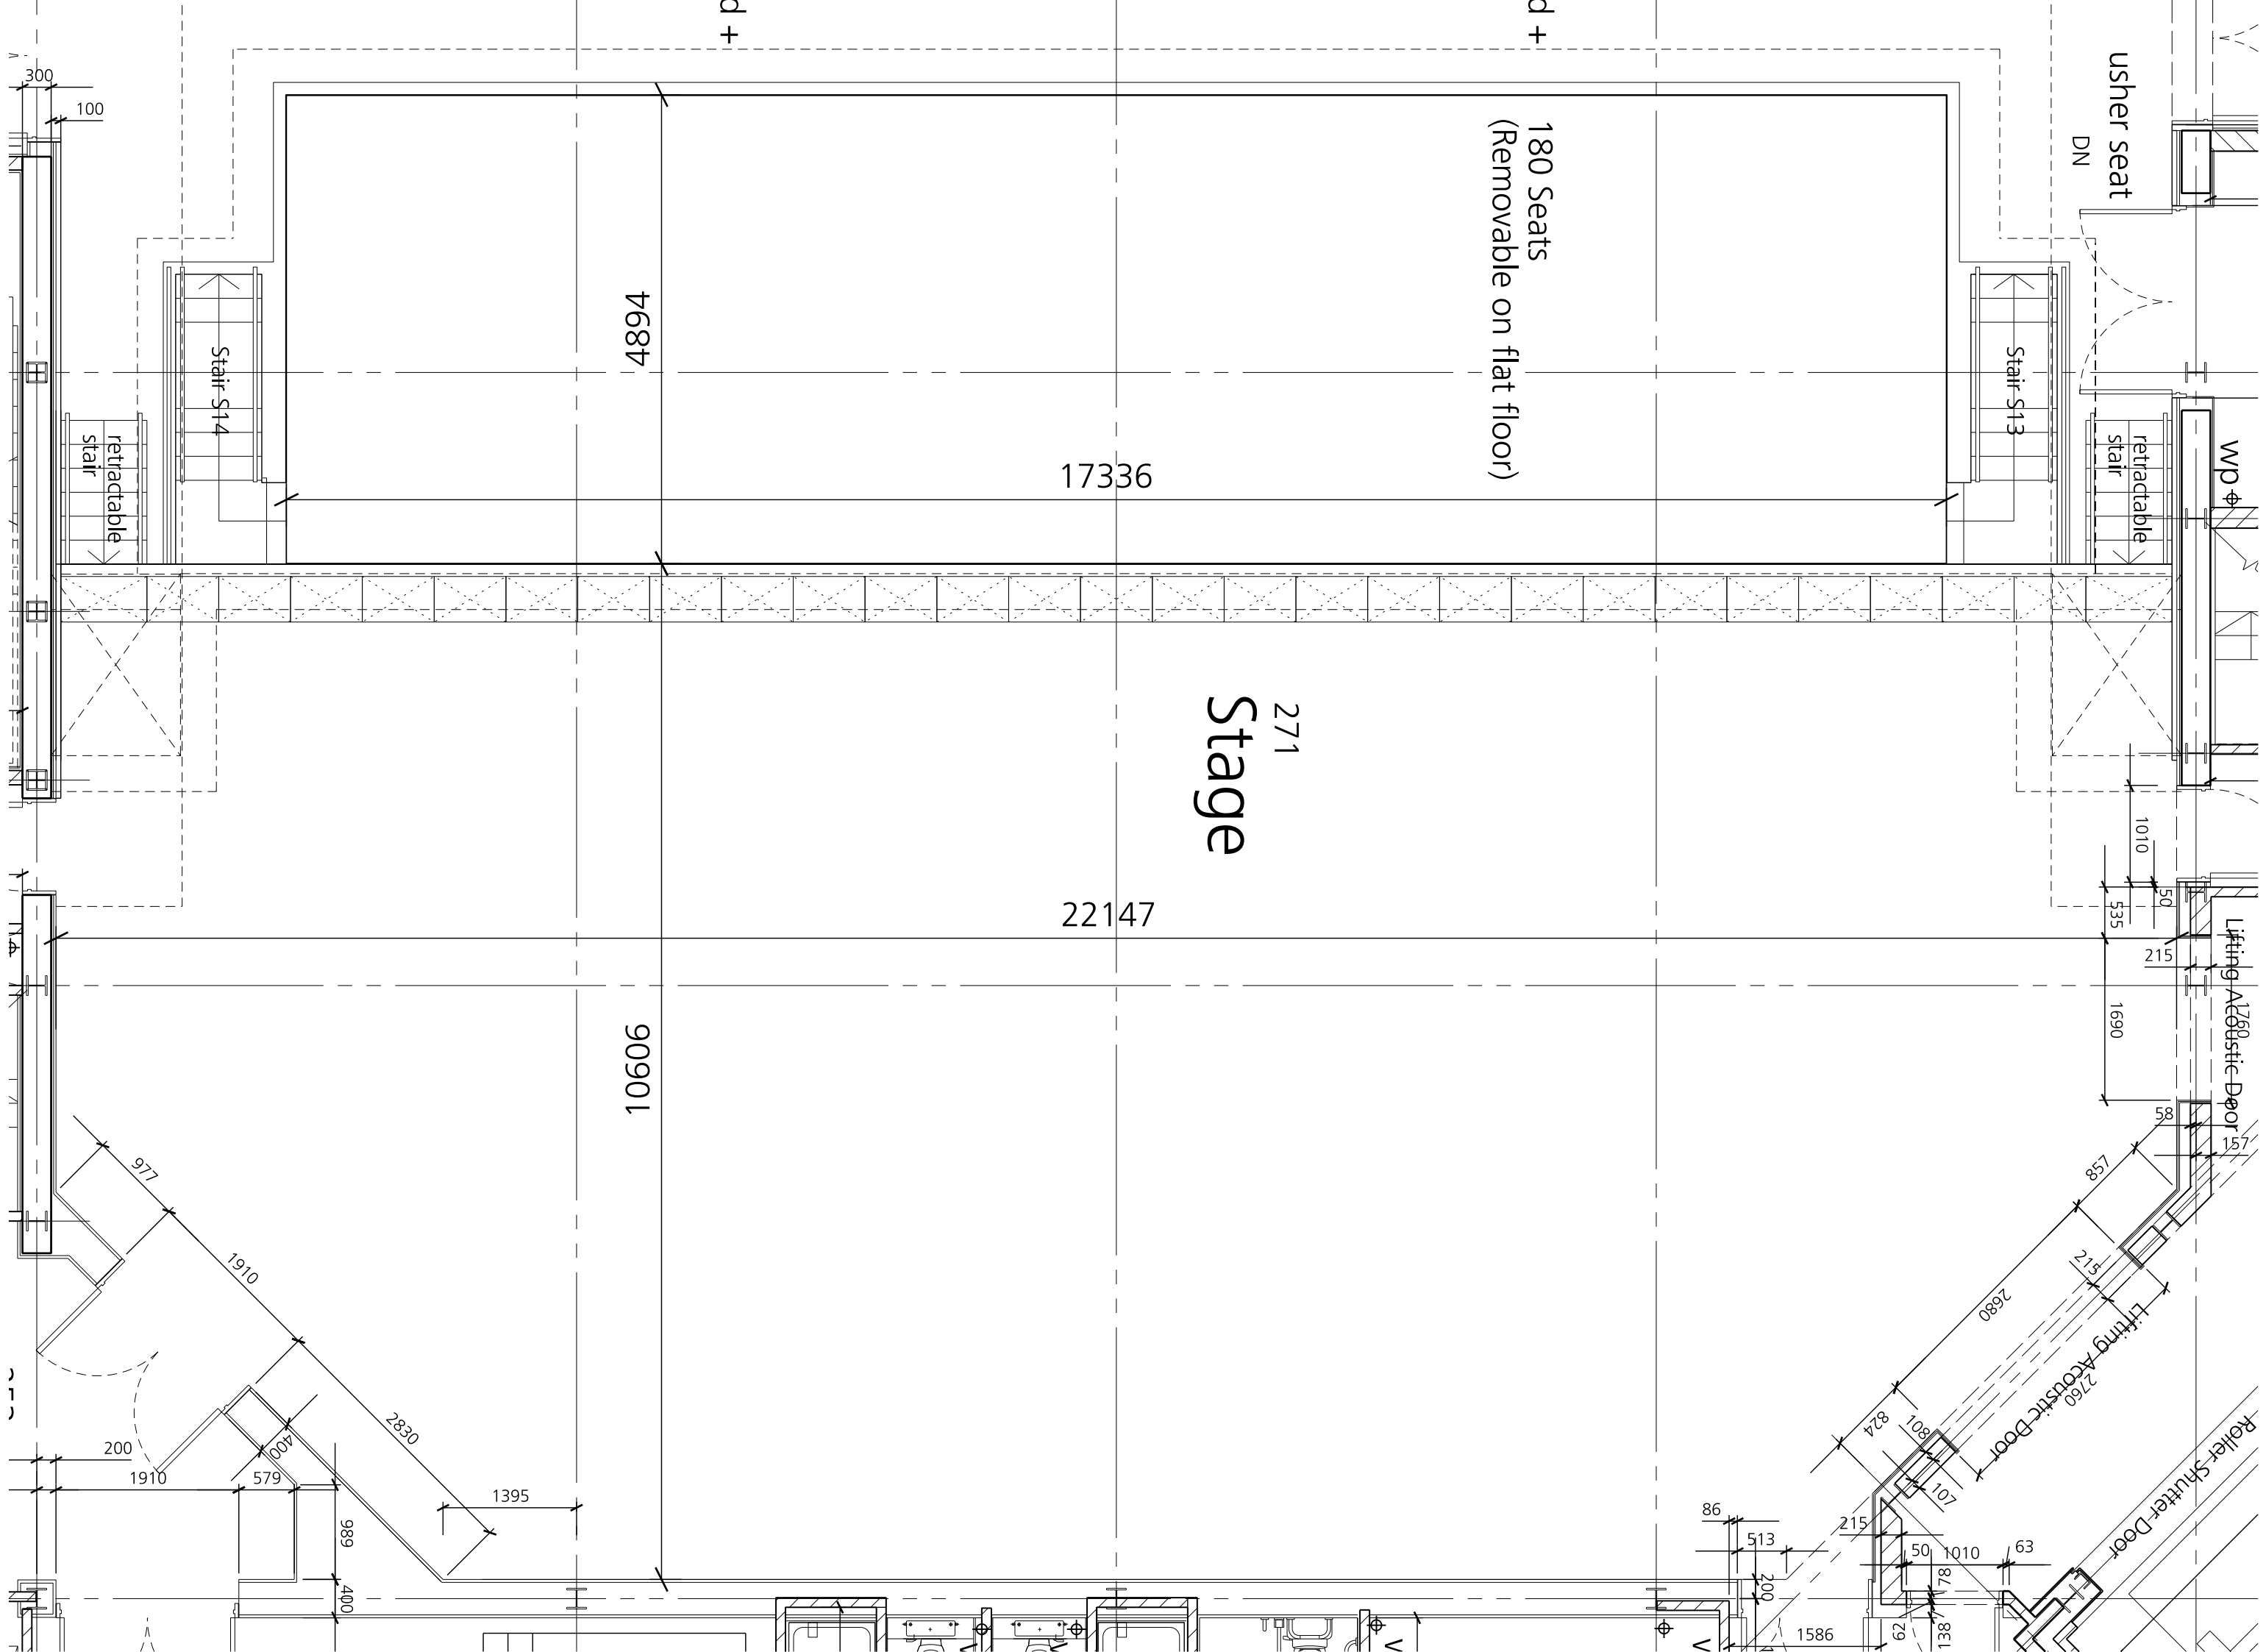 d +
d +
300
100
usher seat
DN
180 Seats
(Removable on flat floor)
4894
Stair S14
retractable
stair
Stair S13
retractable
stair
wp
17336
271
Stage
1010
50
535
22147
215
Lifting Acoustic Door
1760
1690
10606
58
157
977
857
1910
215
2680
Lifting Acoustic Door
2760
2830
400
824
108
107
Roller Shutter Door
200
1910
579
1395
989
400
86
513
200
215
50
1010
63
78
62
138
1586